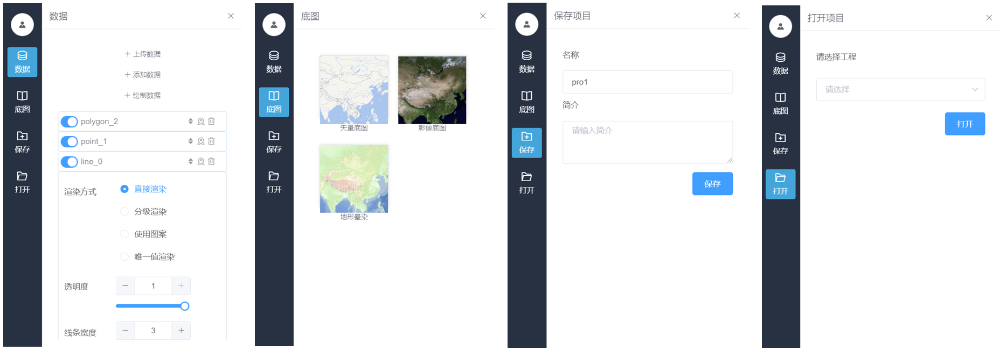 数据
数据
底图
保存
打开
上传数据
添加数据
绘制数据
polygon_2
point_1
line_0
渲染方式
直接渲染
分级渲染
使用图案
唯一值渲染
透明度
1
线条宽度
3
底图
数据
底图
保存
打开
矢量底图
影像底图
地形晕染
保存项目
数据
底图
保存
打开
名称
pro1
简介
请输入简介
保存
打开项目
数据
底图
保存
打开
请选择工程
请选择
打开